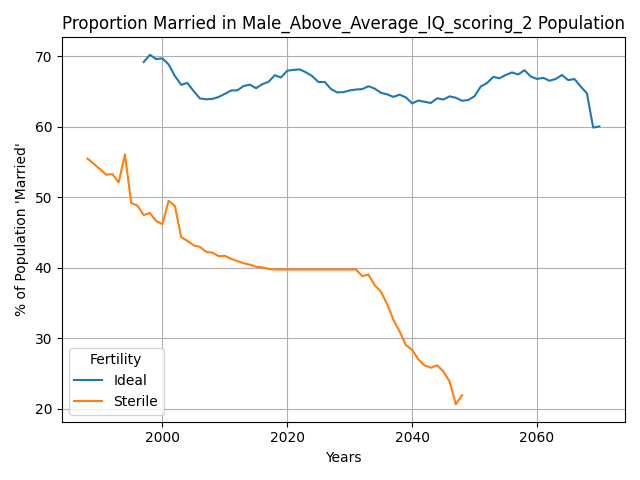 Proportion Married in Male_Above_Average_IQ_scoring_2 Population
% of Population 'Married'
70
60
50
40
30
20
Fertility
Ideal
Sterile
2000
2020
2040
2060
Years